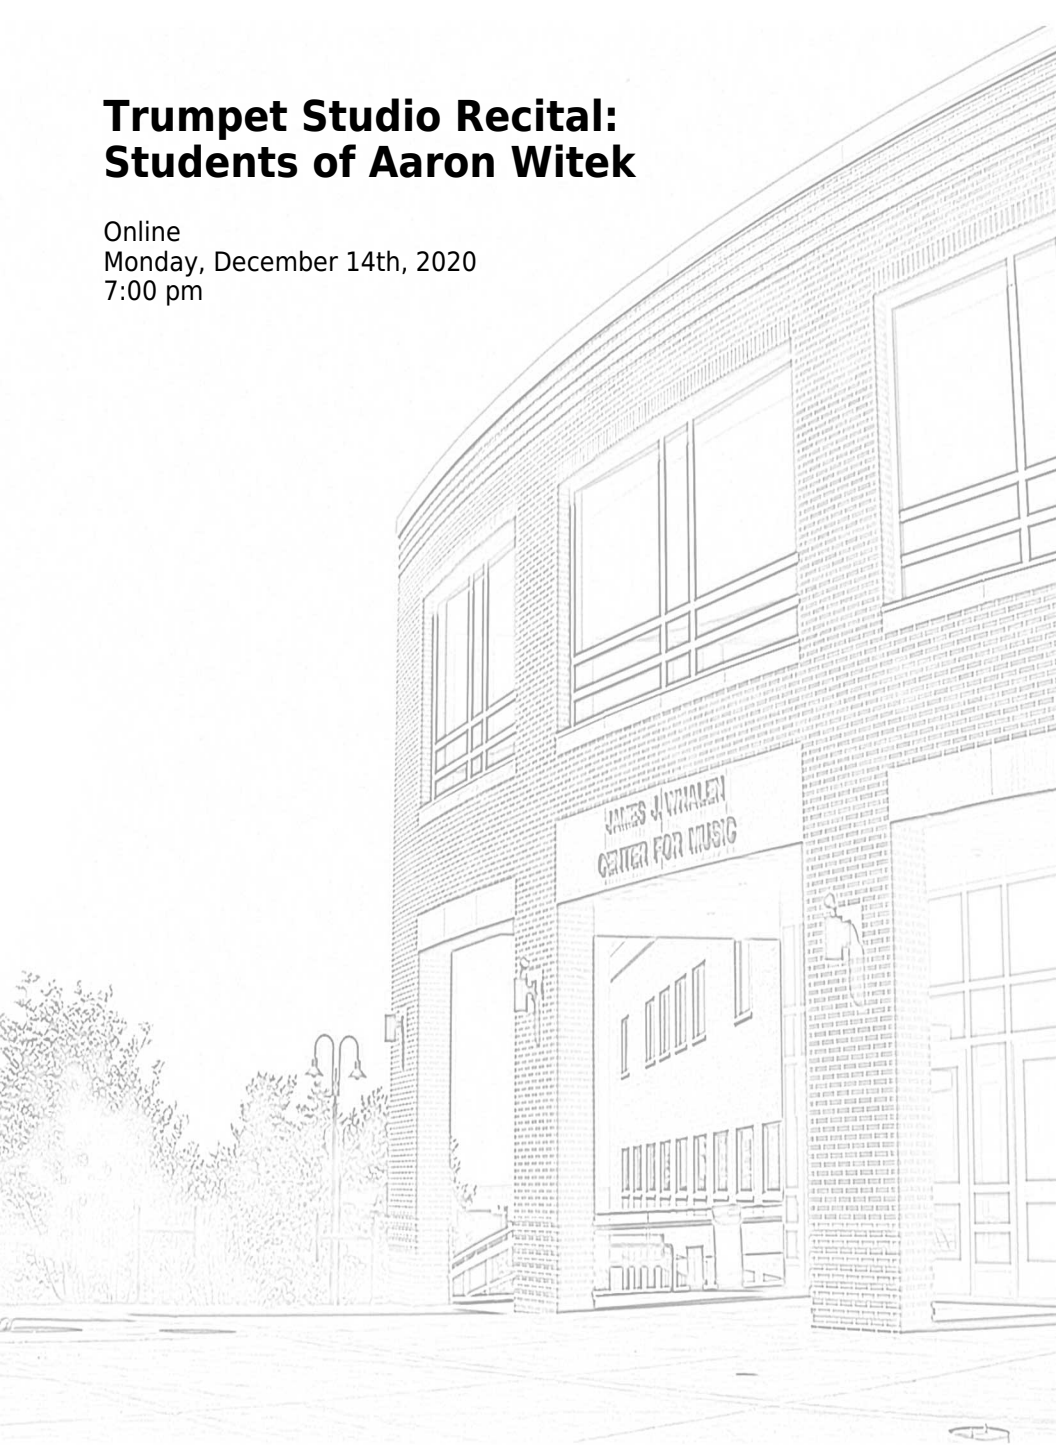 Trumpet Studio Recital:
Students of Aaron Witek
Online
Monday, December 14th, 2020
7:00 pm
JAMES J. WHALEN
CENTER FOR MUSIC